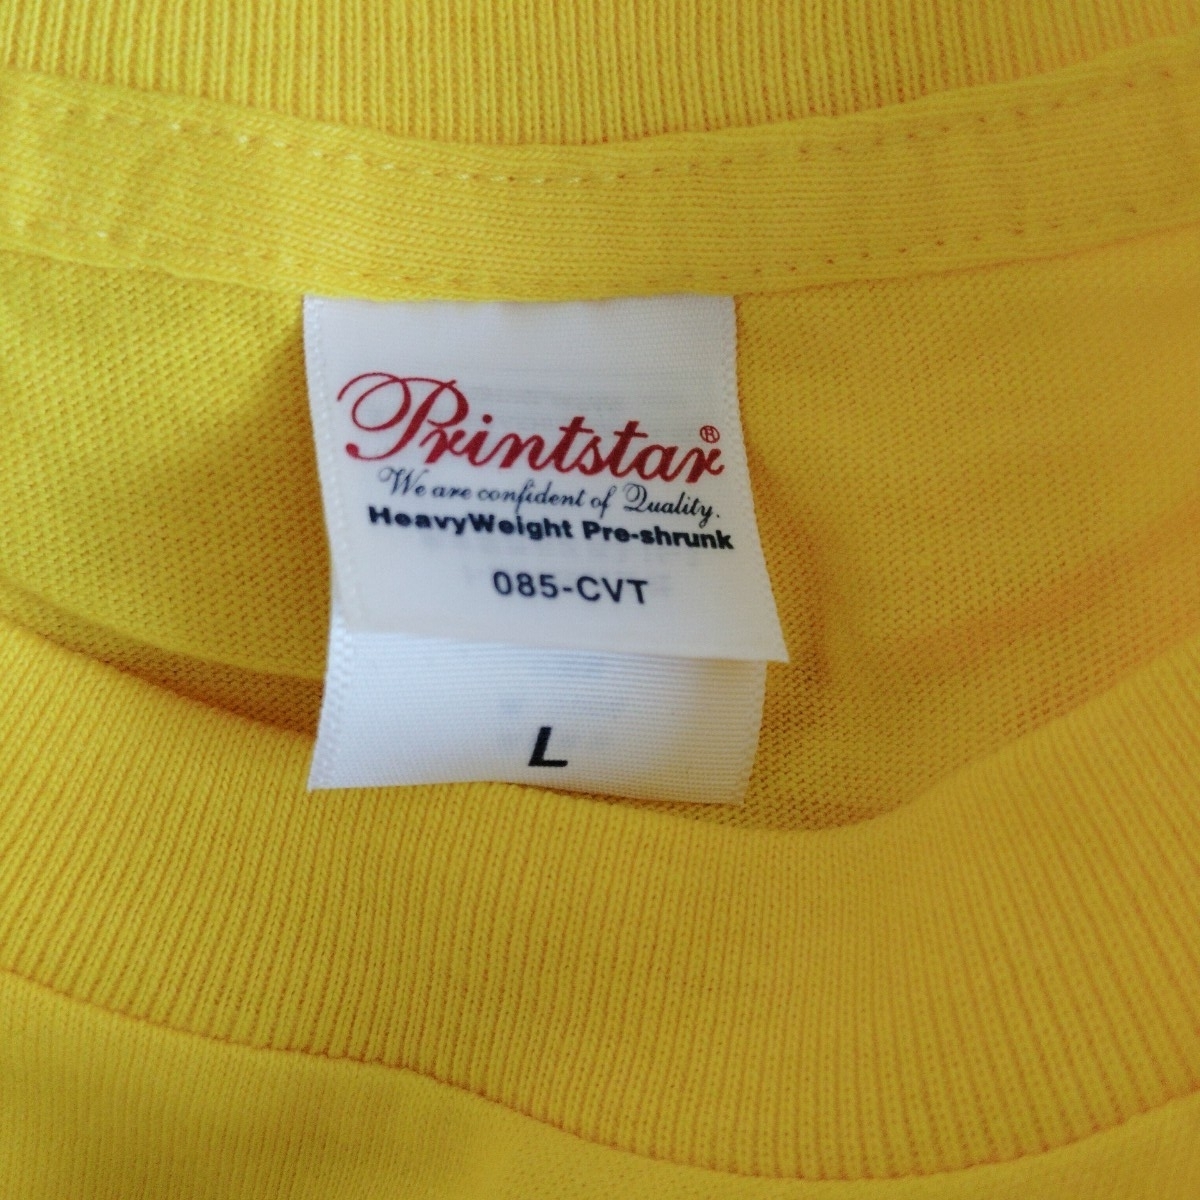 Printstar®
We are confident of Quality.
HeavyWeight Pre-shrunk
085-CVT
L